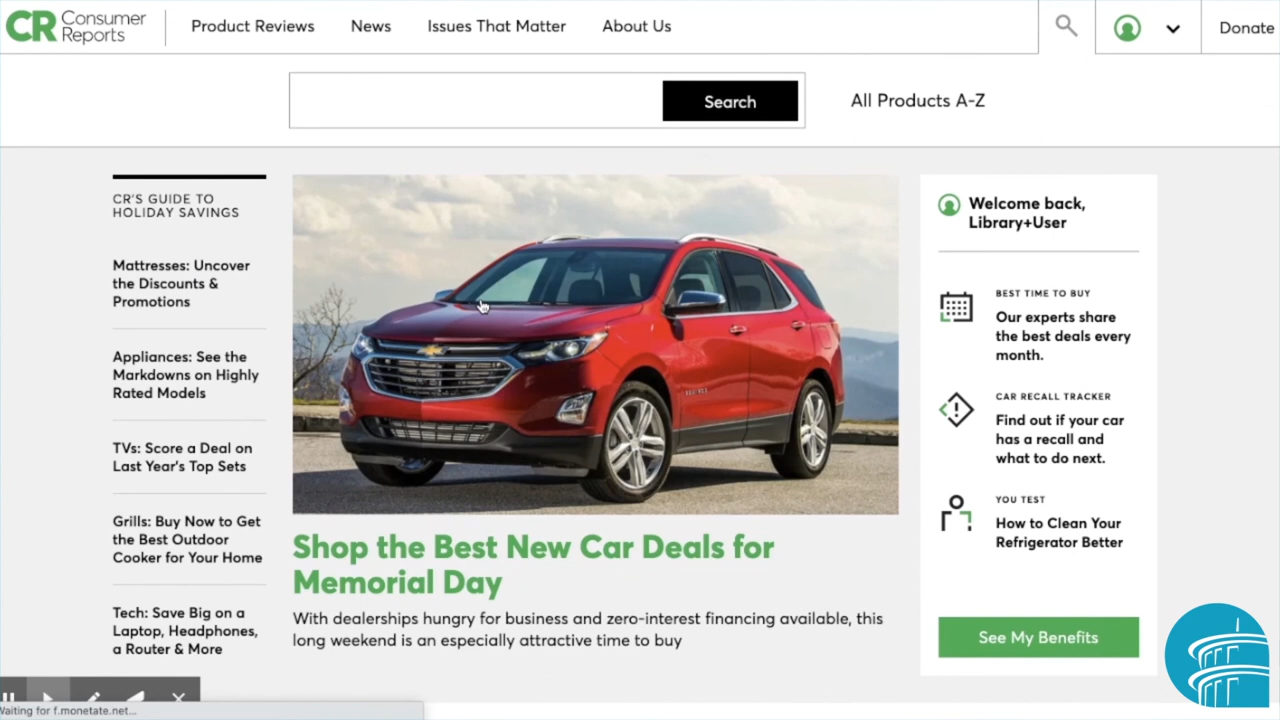 CR Consumer Reports
Product Reviews
News
Issues That Matter
About Us
Donate
Search
All Products A-Z
CR'S GUIDE TO
HOLIDAY SAVINGS
Mattresses: Uncover
the Discounts &
Promotions
Appliances: See the
Markdowns on Highly
Rated Models
TVs: Score a Deal on
Last Year's Top Sets
Grills: Buy Now to Get
the Best Outdoor
Cooker for Your Home
Tech: Save Big on a
Laptop, Headphones,
a Router & More
Shop the Best New Car Deals for
Memorial Day
With dealerships hungry for business and zero-interest financing available, this
long weekend is an especially attractive time to buy
Welcome back,
Library+User
BEST TIME TO BUY
Our experts share
the best deals every
month.
CAR RECALL TRACKER
Find out if your car
has a recall and
what to do next.
YOU TEST
How to Clean Your
Refrigerator Better
See My Benefits
Waiting for f.monetate.net...